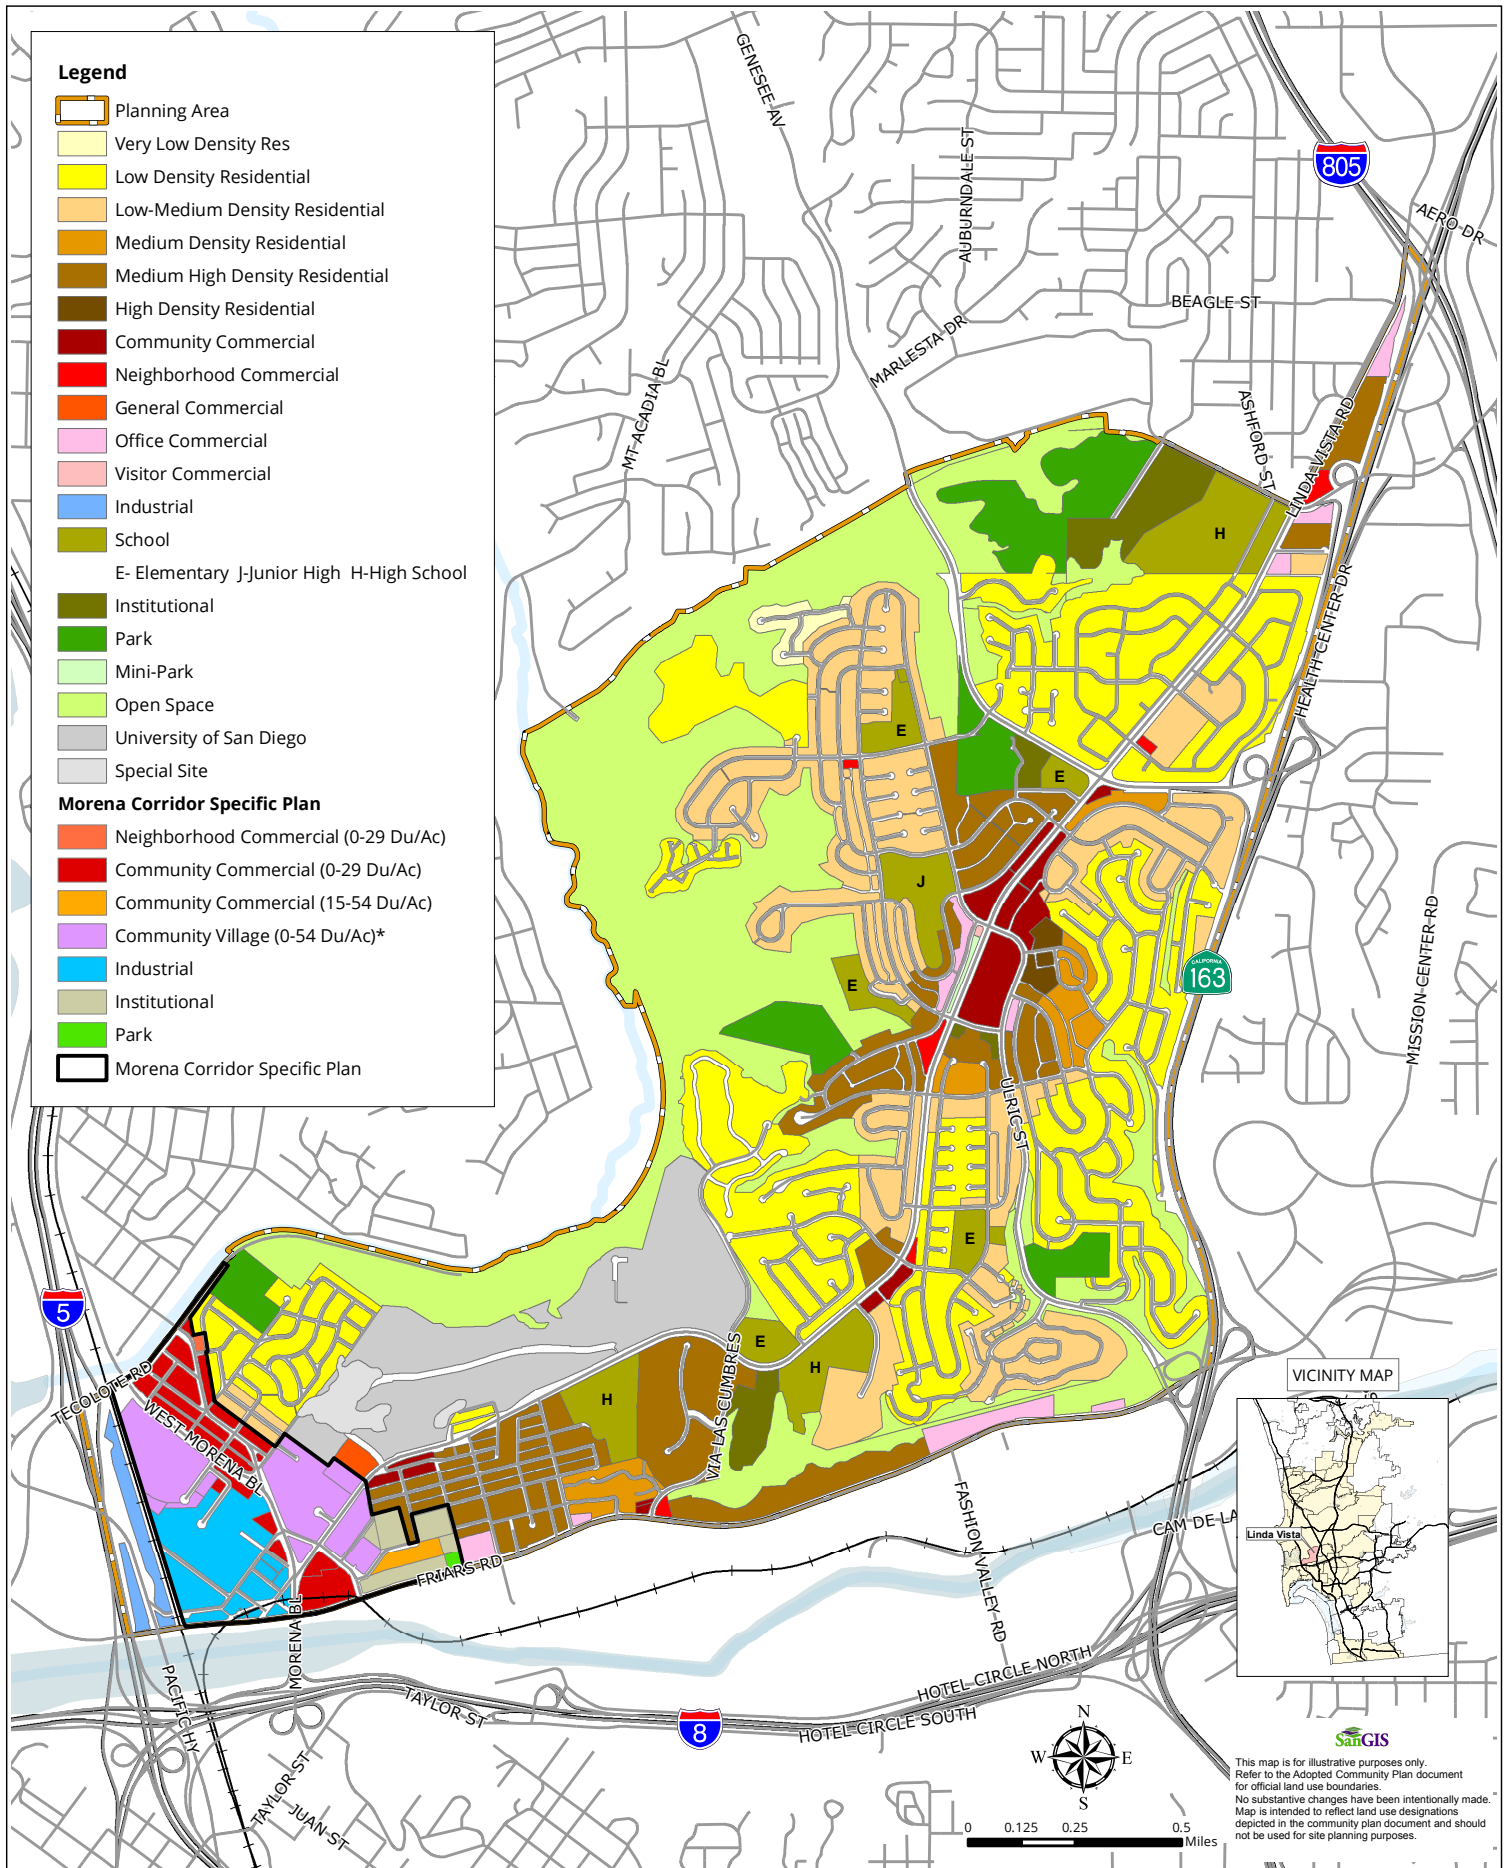 Legend
Planning Area
Very Low Density Res
Low Density Residential
Low-Medium Density Residential
Medium Density Residential
Medium High Density Residential
High Density Residential
Community Commercial
Neighborhood Commercial
General Commercial
Office Commercial
Visitor Commercial
Industrial
School
E- Elementary J-Junior High H-High School
Institutional
Park
Mini-Park
Open Space
University of San Diego
Special Site
Morena Corridor Specific Plan
Neighborhood Commercial (0-29 Du/Ac)
Community Commercial (0-29 Du/Ac)
Community Commercial (15-54 Du/Ac)
Community Village (0-54 Du/Ac)*
Industrial
Institutional
Park
Morena Corridor Specific Plan
GENESEE AV
AUBURNDALE ST
805
AERO DR
BEAGLE ST
MARLESTA DR
MT ACADIA BL
ASHFORD ST
LINDA VISTA RD
H
HEALTH CENTER DR
E
E
J
E
CALIFORNIA
163
MISSION CENTER RD
ULRIC ST
E
5
E
H
H
VIA LAS CUMBRES
TECOLOTE RD
WEST MORENA BL
FRIARS RD
FASHION VALLEY RD
CAM DE LA
MORENA BL
PACIFIC HY
TAYLOR ST
TAYLOR ST
JUAN ST
8
HOTEL CIRCLE NORTH
HOTEL CIRCLE SOUTH
VICINITY MAP
Linda Vista
N
W
E
S
0
0.125
0.25
0.5
Miles
SanGIS
This map is for illustrative purposes only.
Refer to the Adopted Community Plan document
for official land use boundaries.
No substantive changes have been intentionally made.
Map is intended to reflect land use designations
depicted in the community plan document and should
not be used for site planning purposes.